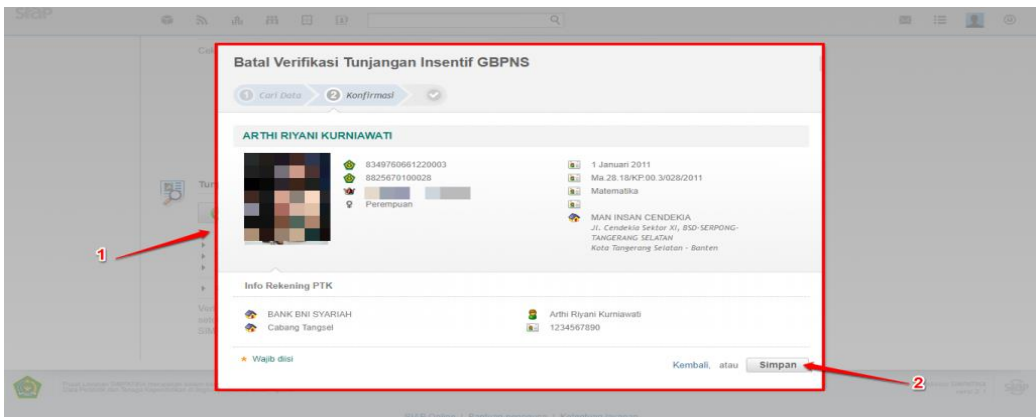 SIAP
Batal Verifikasi Tunjangan Insentif GBPNS
1 Cari Data
2 Konfirmasi
ARTHI RIYANI KURNIAWATI
8349760661220003
8825670100028
Perempuan
1 Januari 2011
Ma.28.18/KP.00.3/028/2011
Matematika
MAN INSAN CENDEKIA
Jl. Cendekia Sektor XI, BSD-SERPONG-
TANGERANG SELATAN
Kota Tangerang Selatan - Banten
1
Info Rekening PTK
BANK BNI SYARIAH
Cabang Tangsel
Arthi Riyani Kurniawati
1234567890
Wajib diisi
Kembali, atau Simpan
2